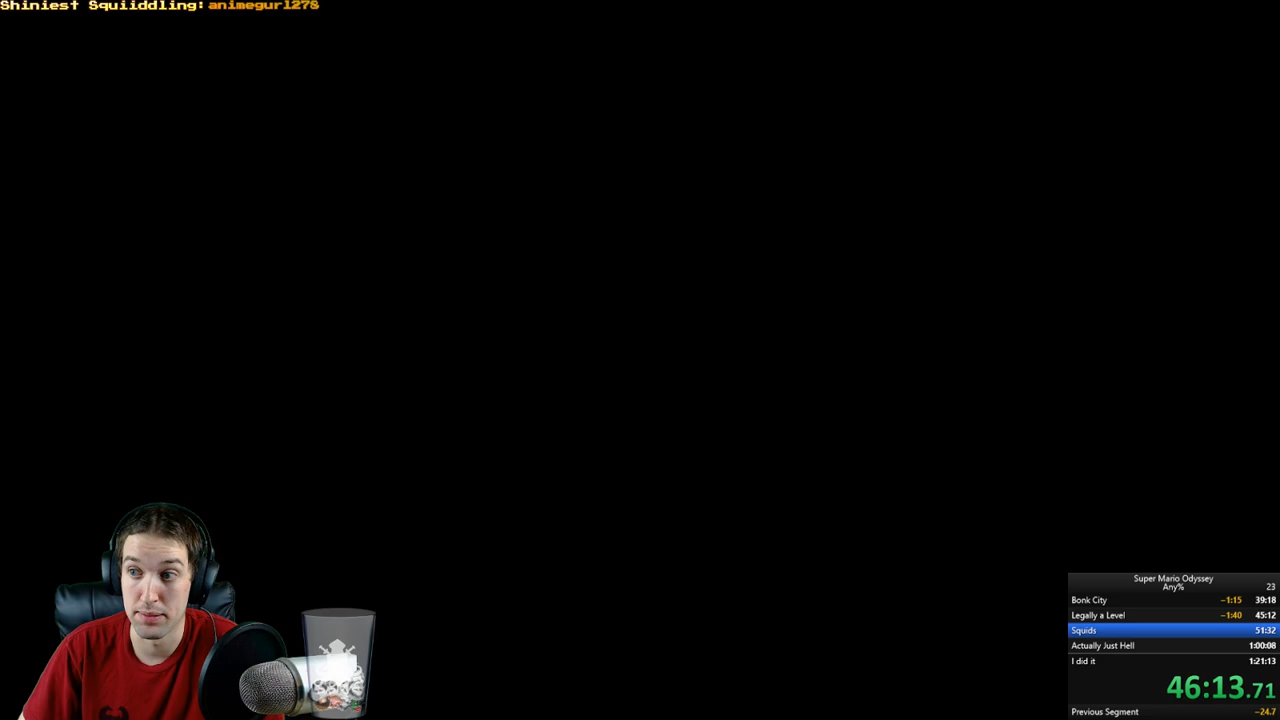 Shiniest Squiiddling: animegurl278
Super Mario Odyssey
Any% 23
Bonk City −1:15 39:18
Legally a Level −1:40 45:12
Squids 51:32
Actually Just Hell 1:00:08
I did it 1:21:13
46:13.71
Previous Segment −24.7